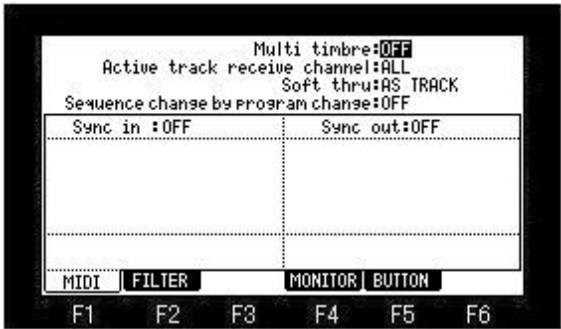 Multi timbre:OFF
Active track receive channel:ALL
Soft thru:AS TRACK
Sequence change by program change:OFF
Sync in :OFF Sync out:OFF
MIDI FILTER MONITOR BUTTON
F1 F2 F3 F4 F5 F6